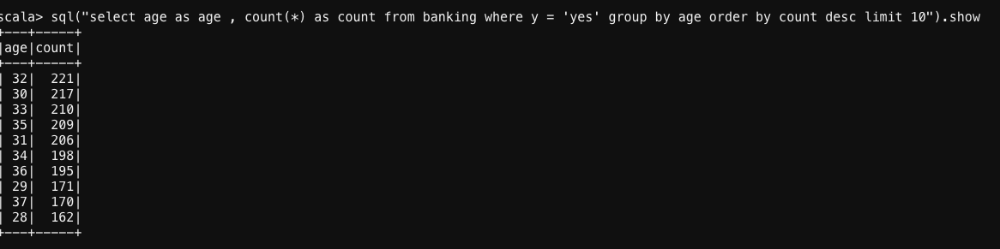 scala> sql("select age as age , count(*) as count from banking where y = 'yes' group by age order by count desc limit 10").show
+---+-----+
|age|count|
+---+-----+
| 32|  221|
| 30|  217|
| 33|  210|
| 35|  209|
| 31|  206|
| 34|  198|
| 36|  195|
| 29|  171|
| 37|  170|
| 28|  162|
+---+-----+